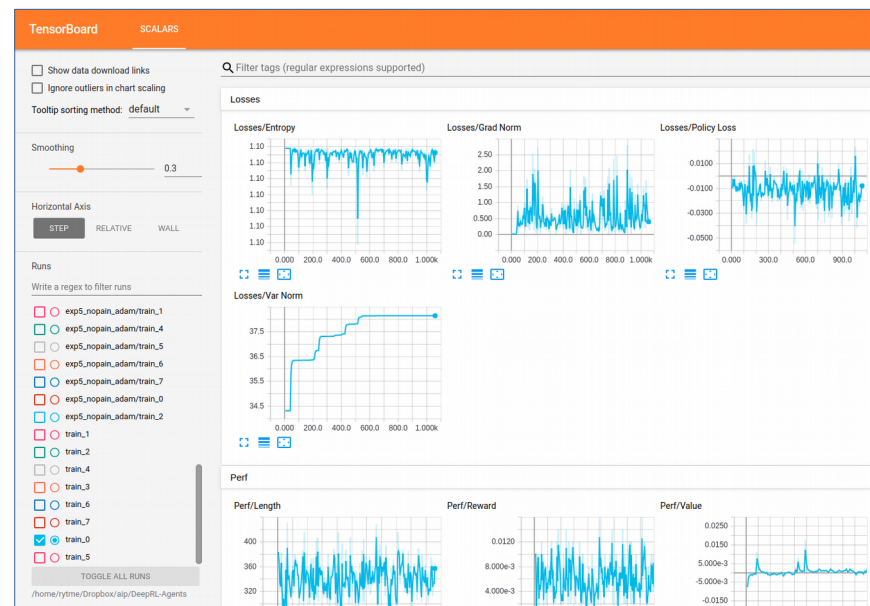 TensorBoard SCALARS
Show data download links
Ignore outliers in chart scaling
Tooltip sorting method: default
Smoothing
0.3
Horizontal Axis
STEP RELATIVE WALL
Runs
Write a regex to filter runs
exp5_nopain_adam/train_1
exp5_nopain_adam/train_4
exp5_nopain_adam/train_5
exp5_nopain_adam/train_6
exp5_nopain_adam/train_7
exp5_nopain_adam/train_0
exp5_nopain_adam/train_2
train_1
train_2
train_4
train_3
train_6
train_7
train_0
train_5
TOGGLE ALL RUNS
/home/rytme/Dropbox/aip/DeepRL-Agents
Filter tags (regular expressions supported)
Losses
Losses/Entropy
1.10
1.10
1.10
1.10
1.10
1.10
1.10
0.000 200.0 400.0 600.0 800.0 1.000k
Losses/Grad Norm
2.50
2.00
1.50
1.00
0.500
0.00
0.000 200.0 400.0 600.0 800.0 1.000k
Losses/Policy Loss
0.0100
-0.0100
-0.0300
-0.0500
0.000 300.0 600.0 900.0
Losses/Var Norm
37.5
36.5
35.5
34.5
0.000 200.0 400.0 600.0 800.0 1.000k
Perf
Perf/Length
400
360
320
Perf/Reward
0.0120
8.000e-3
4.000e-3
Perf/Value
0.0250
0.0150
5.000e-3
-5.000e-3
-0.0150